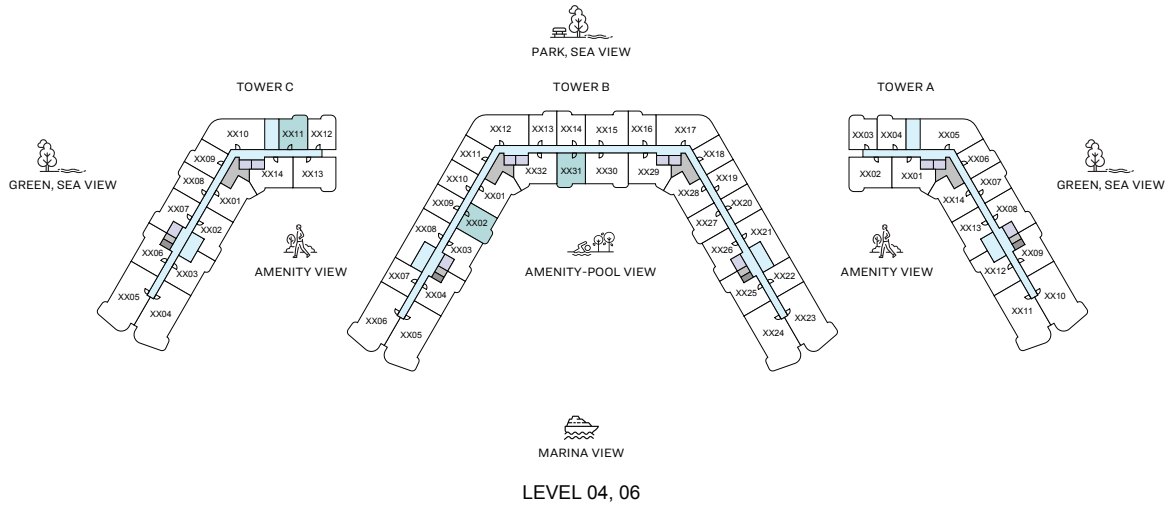 PARK, SEA VIEW
TOWER C
TOWER B
TOWER A
GREEN, SEA VIEW
GREEN, SEA VIEW
XX10
XX11
XX12
XX09
XX08
XX07
XX06
XX05
XX04
XX03
XX02
XX01
XX14
XX13
XX12
XX13
XX14
XX15
XX16
XX17
XX11
XX10
XX09
XX08
XX07
XX06
XX05
XX04
XX03
XX02
XX01
XX32
XX31
XX30
XX29
XX28
XX27
XX26
XX25
XX24
XX23
XX22
XX21
XX20
XX19
XX18
XX03
XX04
XX05
XX02
XX01
XX06
XX07
XX08
XX09
XX10
XX11
XX12
XX13
XX14
AMENITY VIEW
AMENITY-POOL VIEW
AMENITY VIEW
MARINA VIEW
LEVEL 04, 06